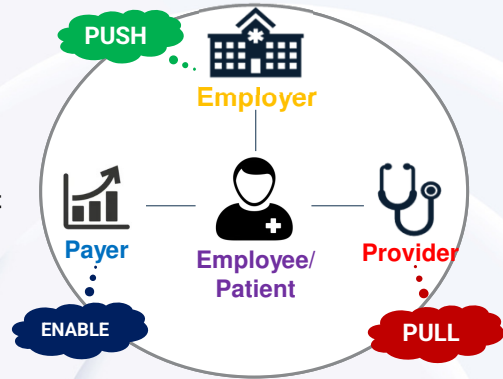 PUSH
Employer
:
Payer
Employee/
Patient
Provider
ENABLE
PULL